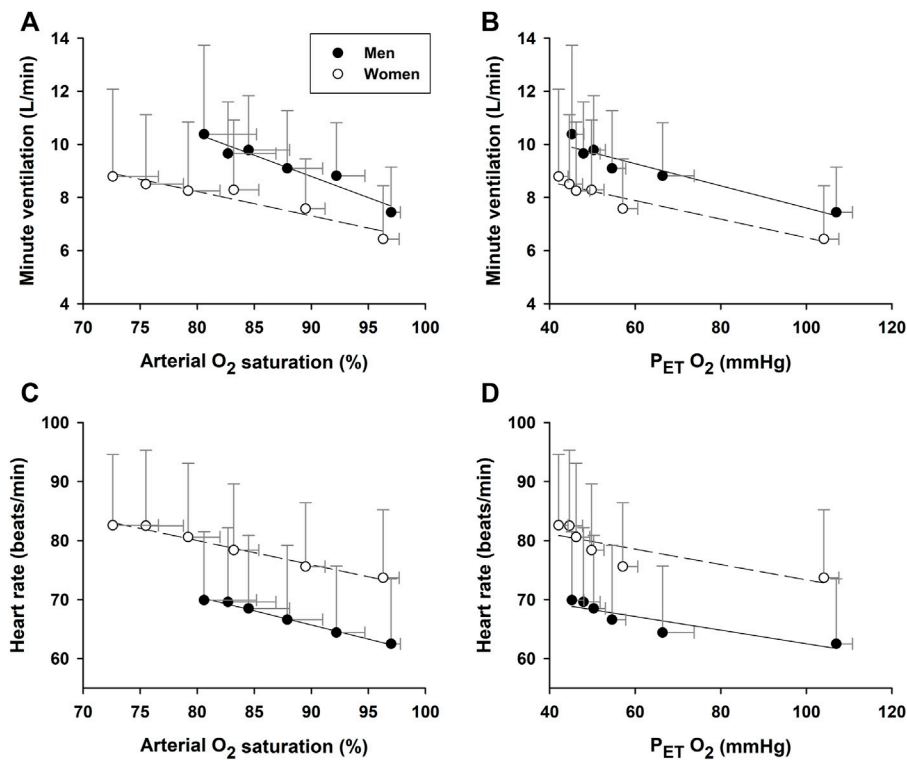 A
14
12
10
8
6
4
Minute ventilation (L/min)
70 75 80 85 90 95 100
Arterial O2 saturation (%)
Men
Women
B
14
12
10
8
6
4
Minute ventilation (L/min)
40 60 80 100 120
PET O2 (mmHg)
C
100
90
80
70
60
Heart rate (beats/min)
70 75 80 85 90 95 100
Arterial O2 saturation (%)
D
100
90
80
70
60
Heart rate (beats/min)
40 60 80 100 120
PET O2 (mmHg)